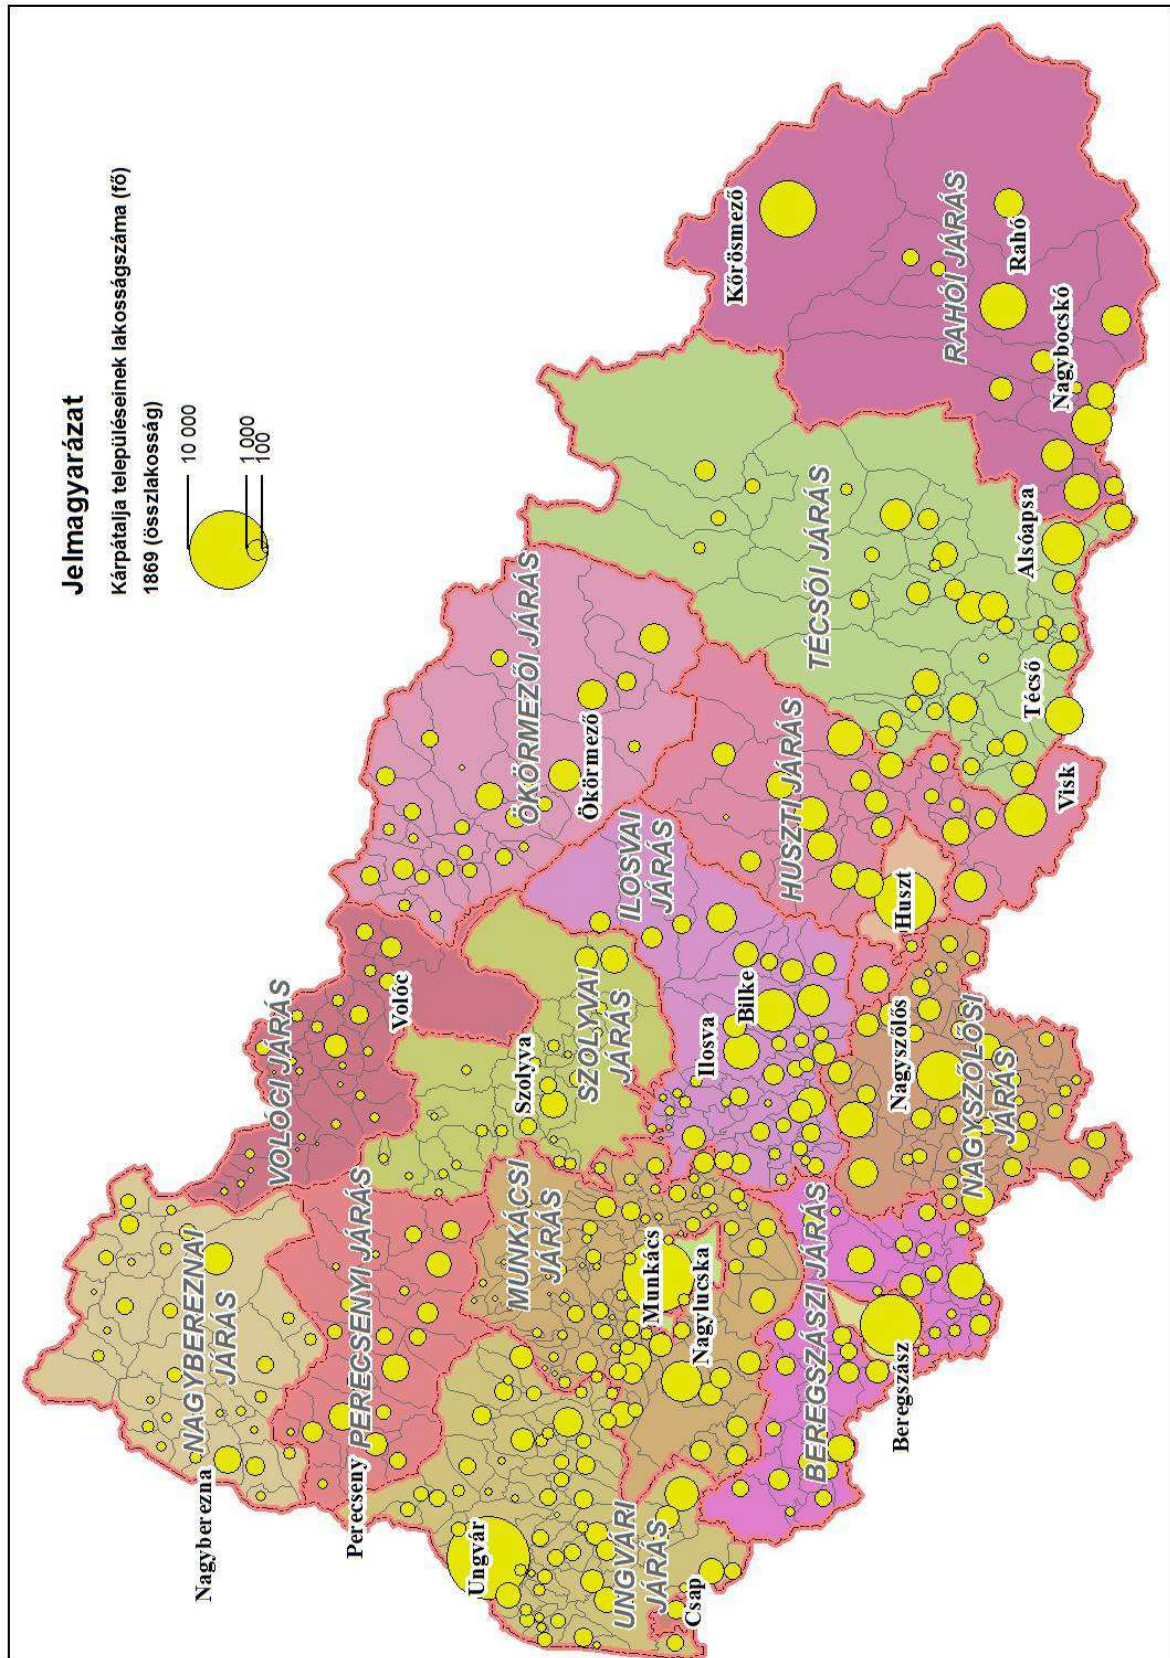 Jelmagyarázat
Kárpátalja településeinek lakosságszáma (fő)
1869 (összlakosság)
10 000
1 000
100
NAGYBEREZNAI
JÁRÁS
Nagyberezna
VOLÓCI JÁRÁS
Volóc
PERECSENYI JÁRÁS
Perecseny
ÖKÖRMEZŐI JÁRÁS
Ökörmező
SZOLYVAI
JÁRÁS
Szolyva
MUNKÁCSI
JÁRÁS
Munkács
Nagylucska
UNGVÁRI
JÁRÁS
Ungvár
Csap
ILOSVAI
JÁRÁS
Ilosva
Bilke
HUSZTI JÁRÁS
Huszt
Visk
TÉCSŐI JÁRÁS
Técső
Alsóapsa
RAHÓI JÁRÁS
Kőrösmező
Rahó
Nagybocskó
BEREGSZÁSZI JÁRÁS
Beregszász
NAGYSZŐLŐSI
JÁRÁS
Nagyszőlős